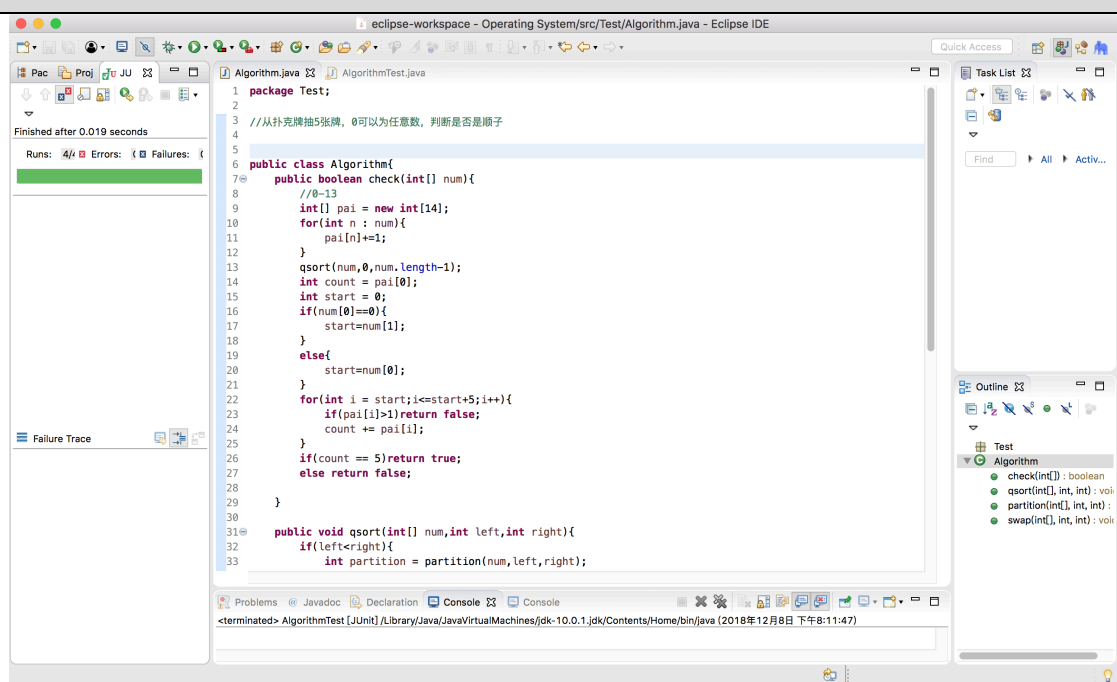 eclipse-workspace - Operating System/src/Test/Algorithm.java - Eclipse IDE
Quick Access
Pac Proj JU
Finished after 0.019 seconds
Runs: 4/4 Errors: Failures:
Failure Trace
Algorithm.java AlgorithmTest.java
1 package Test;
2
3 //从扑克牌抽5张牌，0可以为任意数，判断是否是顺子
4
5
6 public class Algorithm{
7 public boolean check(int[] num){
8 //0-13
9 int[] pai = new int[14];
10 for(int n : num){
11 pai[n]+=1;
12 }
13 qsort(num,0,num.length-1);
14 int count = pai[0];
15 int start = 0;
16 if(num[0]==0){
17 start=num[1];
18 }
19 else{
20 start=num[0];
21 }
22 for(int i = start;i<=start+5;i++){
23 if(pai[i]>1)return false;
24 count += pai[i];
25 }
26 if(count == 5)return true;
27 else return false;
28
29 }
30
31 public void qsort(int[] num,int left,int right){
32 if(left<right){
33 int partition = partition(num,left,right);
Problems Javadoc Declaration Console Console
<terminated> AlgorithmTest [JUnit] /Library/Java/JavaVirtualMachines/jdk-10.0.1.jdk/Contents/Home/bin/java (2018年12月8日 下午8:11:47)
Task List
Find All Activ...
Outline
Test
Algorithm
check(int[]) : boolean
qsort(int[], int, int) : voi
partition(int[], int, int) :
swap(int[], int, int) : voi